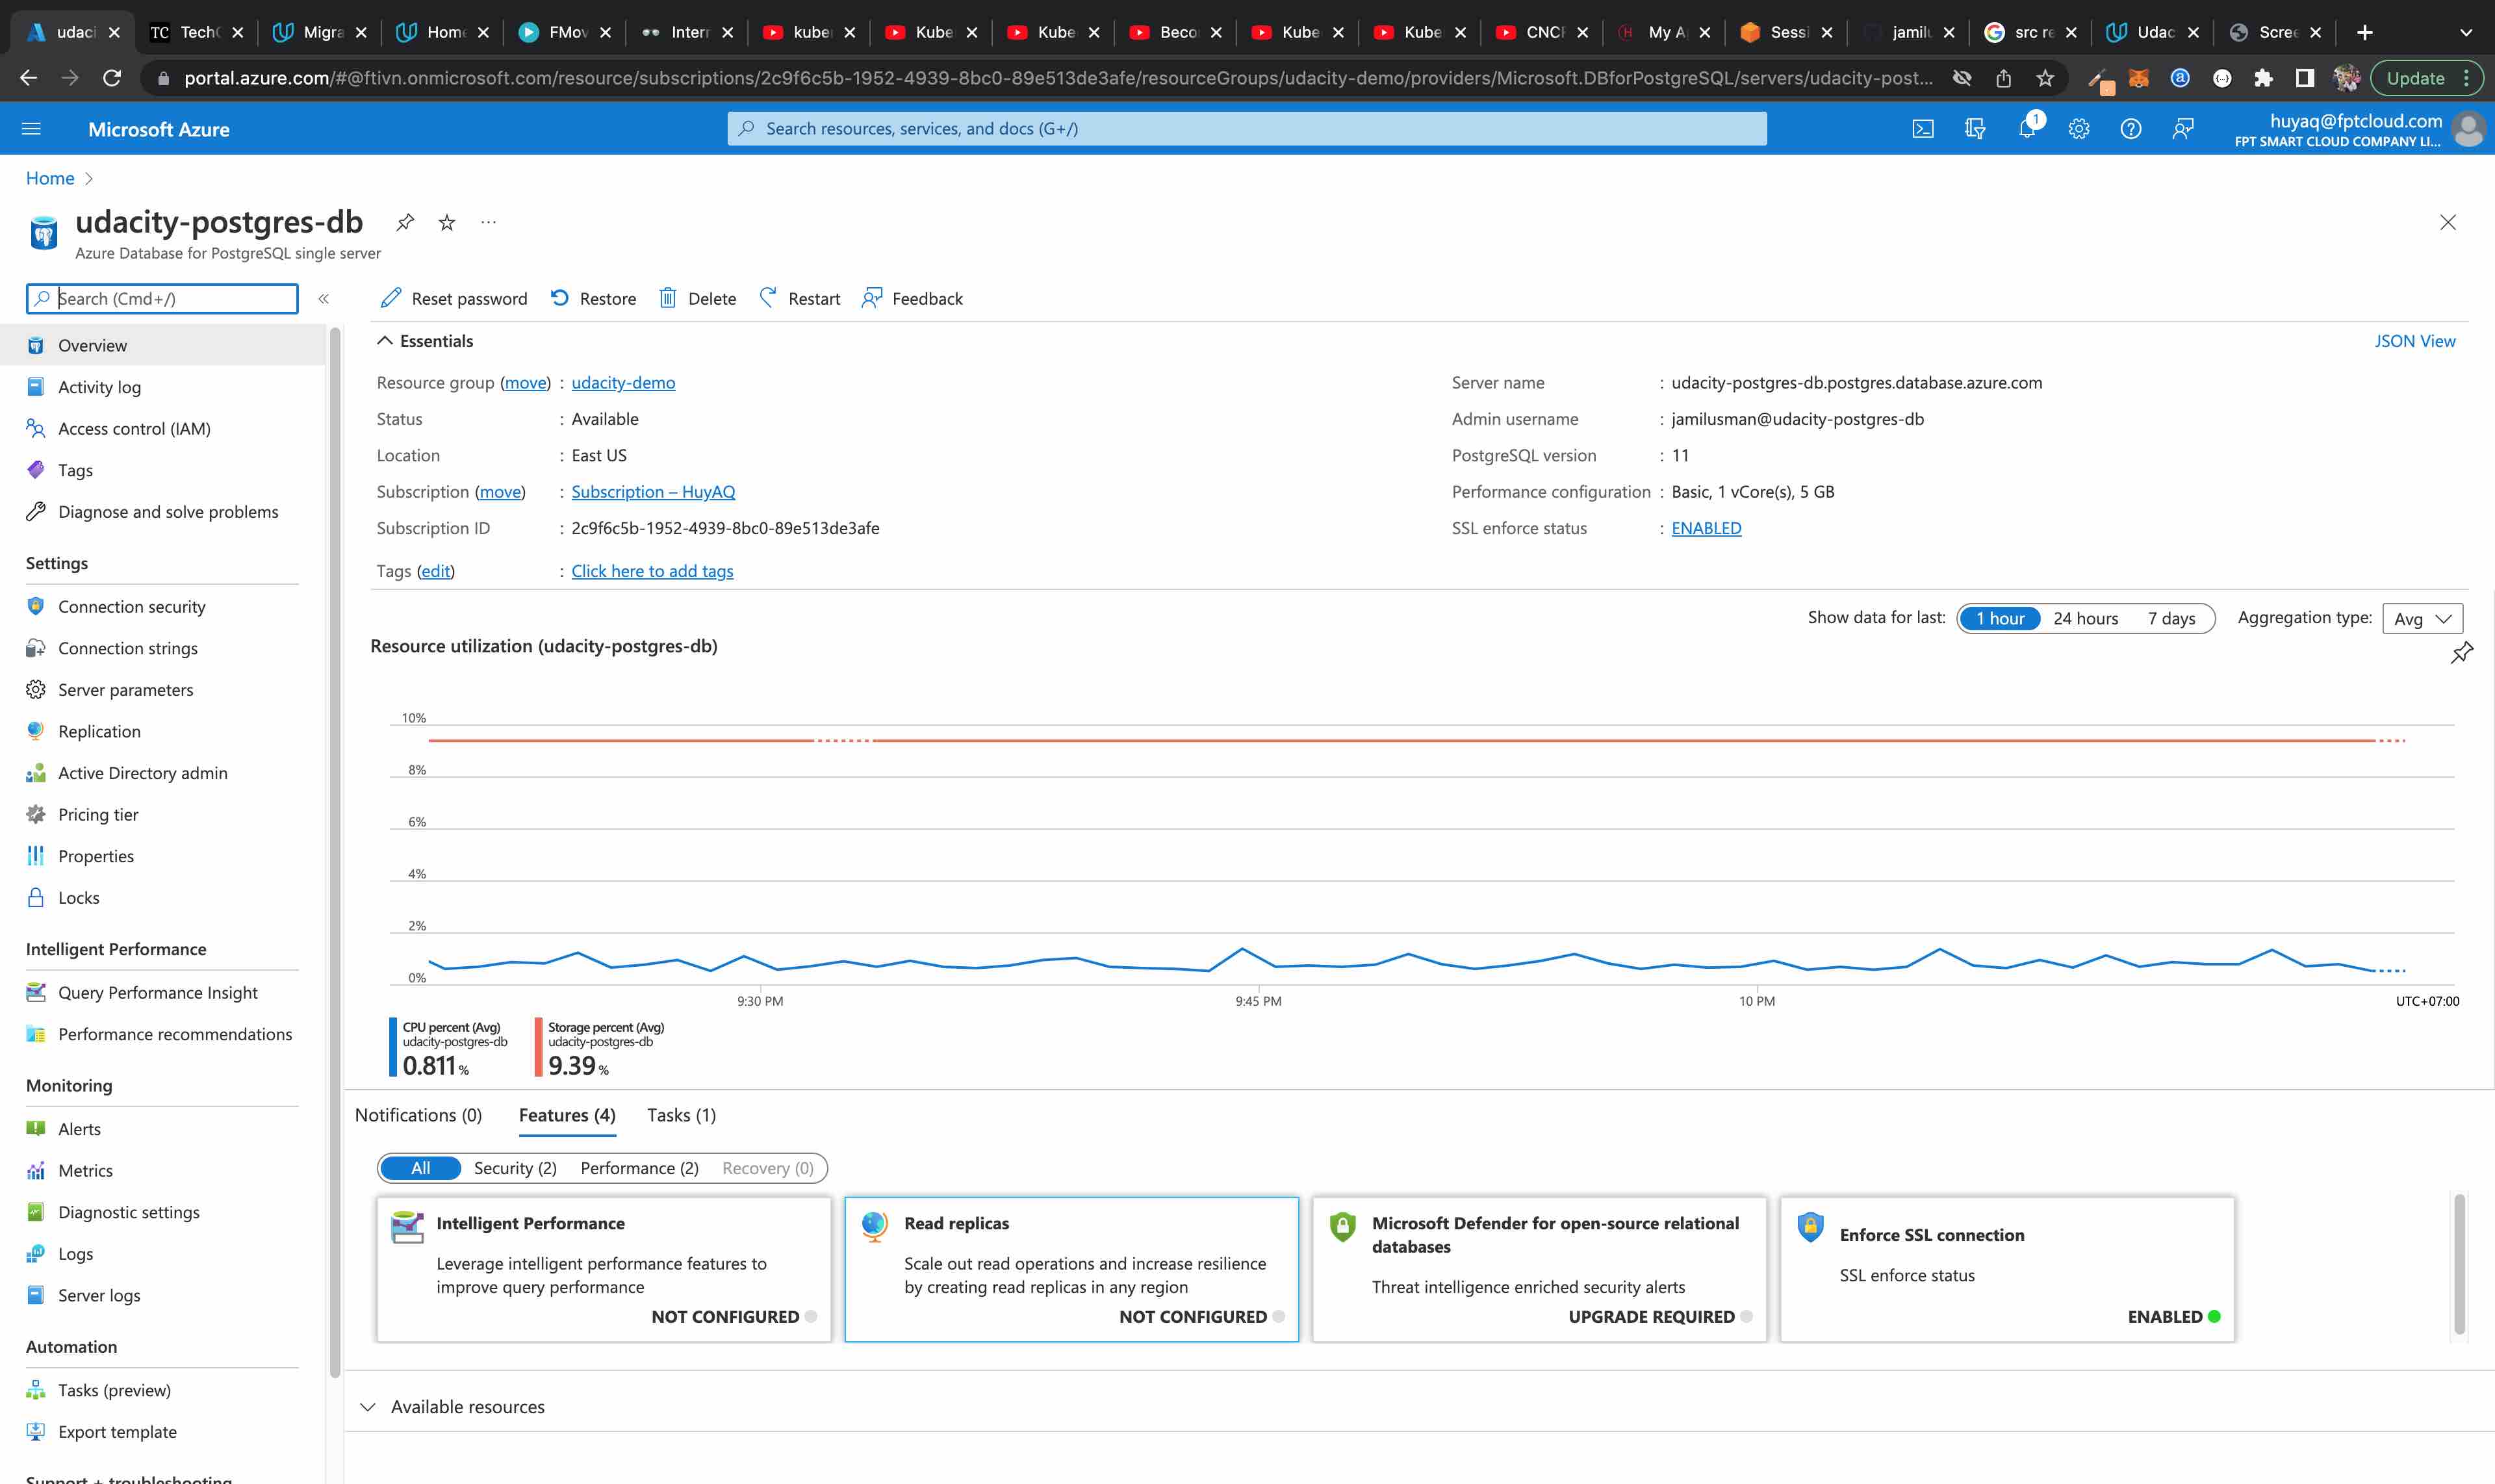 udaci
TechC
Migra
Home
FMov
Intern
kuber
Kube
Kube
Beco
Kube
Kube
CNCF
My A
Sessi
jamilu
src re
Udac
Scree
portal.azure.com/#@ftivn.onmicrosoft.com/resource/subscriptions/2c9f6c5b-1952-4939-8bc0-89e513de3afe/resourceGroups/udacity-demo/providers/Microsoft.DBforPostgreSQL/servers/udacity-post...
Update
Microsoft Azure
Search resources, services, and docs (G+/)
1
huyaq@fptcloud.com
FPT SMART CLOUD COMPANY LI...
Home
udacity-postgres-db
Azure Database for PostgreSQL single server
Search (Cmd+/)
Reset password
Restore
Delete
Restart
Feedback
Overview
Activity log
Access control (IAM)
Tags
Diagnose and solve problems
Settings
Connection security
Connection strings
Server parameters
Replication
Active Directory admin
Pricing tier
Properties
Locks
Intelligent Performance
Query Performance Insight
Performance recommendations
Monitoring
Alerts
Metrics
Diagnostic settings
Logs
Server logs
Automation
Tasks (preview)
Export template
Support + troubleshooting
Essentials
JSON View
Resource group (move) : udacity-demo
Status : Available
Location : East US
Subscription (move) : Subscription – HuyAQ
Subscription ID : 2c9f6c5b-1952-4939-8bc0-89e513de3afe
Tags (edit) : Click here to add tags
Server name : udacity-postgres-db.postgres.database.azure.com
Admin username : jamilusman@udacity-postgres-db
PostgreSQL version : 11
Performance configuration : Basic, 1 vCore(s), 5 GB
SSL enforce status : ENABLED
Show data for last: 1 hour 24 hours 7 days Aggregation type: Avg
Resource utilization (udacity-postgres-db)
10%
8%
6%
4%
2%
0%
9:30 PM
9:45 PM
10 PM
UTC+07:00
CPU percent (Avg)
udacity-postgres-db
0.811 %
Storage percent (Avg)
udacity-postgres-db
9.39 %
Notifications (0)
Features (4)
Tasks (1)
All
Security (2)
Performance (2)
Recovery (0)
Intelligent Performance
Leverage intelligent performance features to
improve query performance
NOT CONFIGURED
Read replicas
Scale out read operations and increase resilience
by creating read replicas in any region
NOT CONFIGURED
Microsoft Defender for open-source relational
databases
Threat intelligence enriched security alerts
UPGRADE REQUIRED
Enforce SSL connection
SSL enforce status
ENABLED
Available resources